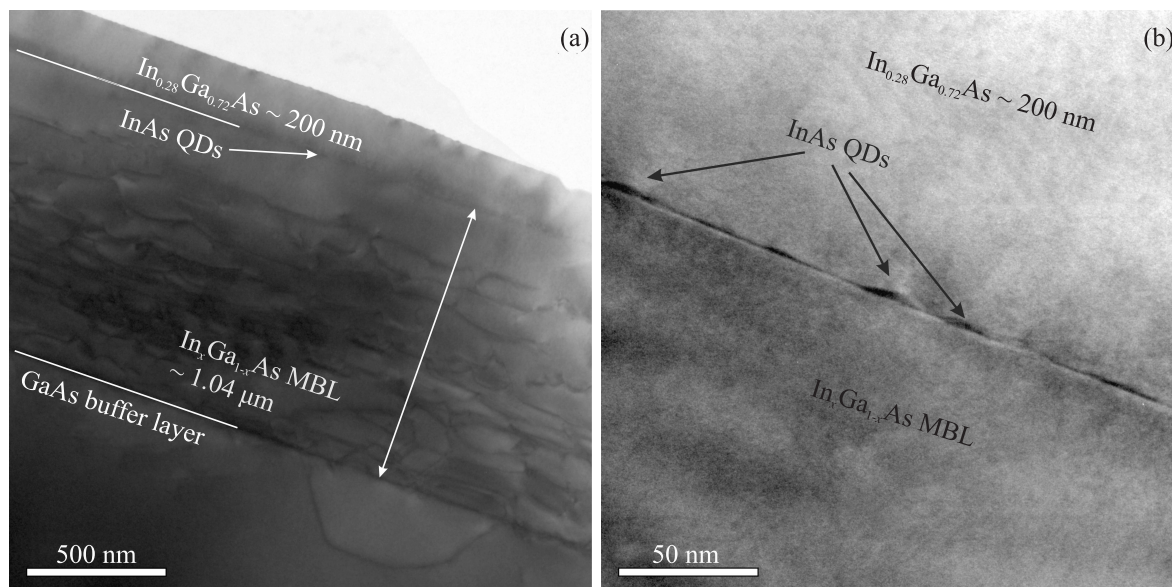 (a)
In0.28Ga0.72As ~ 200 nm
InAs QDs
InxGa1-xAs MBL
~ 1.04 μm
GaAs buffer layer
500 nm
(b)
In0.28Ga0.72As ~ 200 nm
InAs QDs
InxGa1-xAs MBL
50 nm